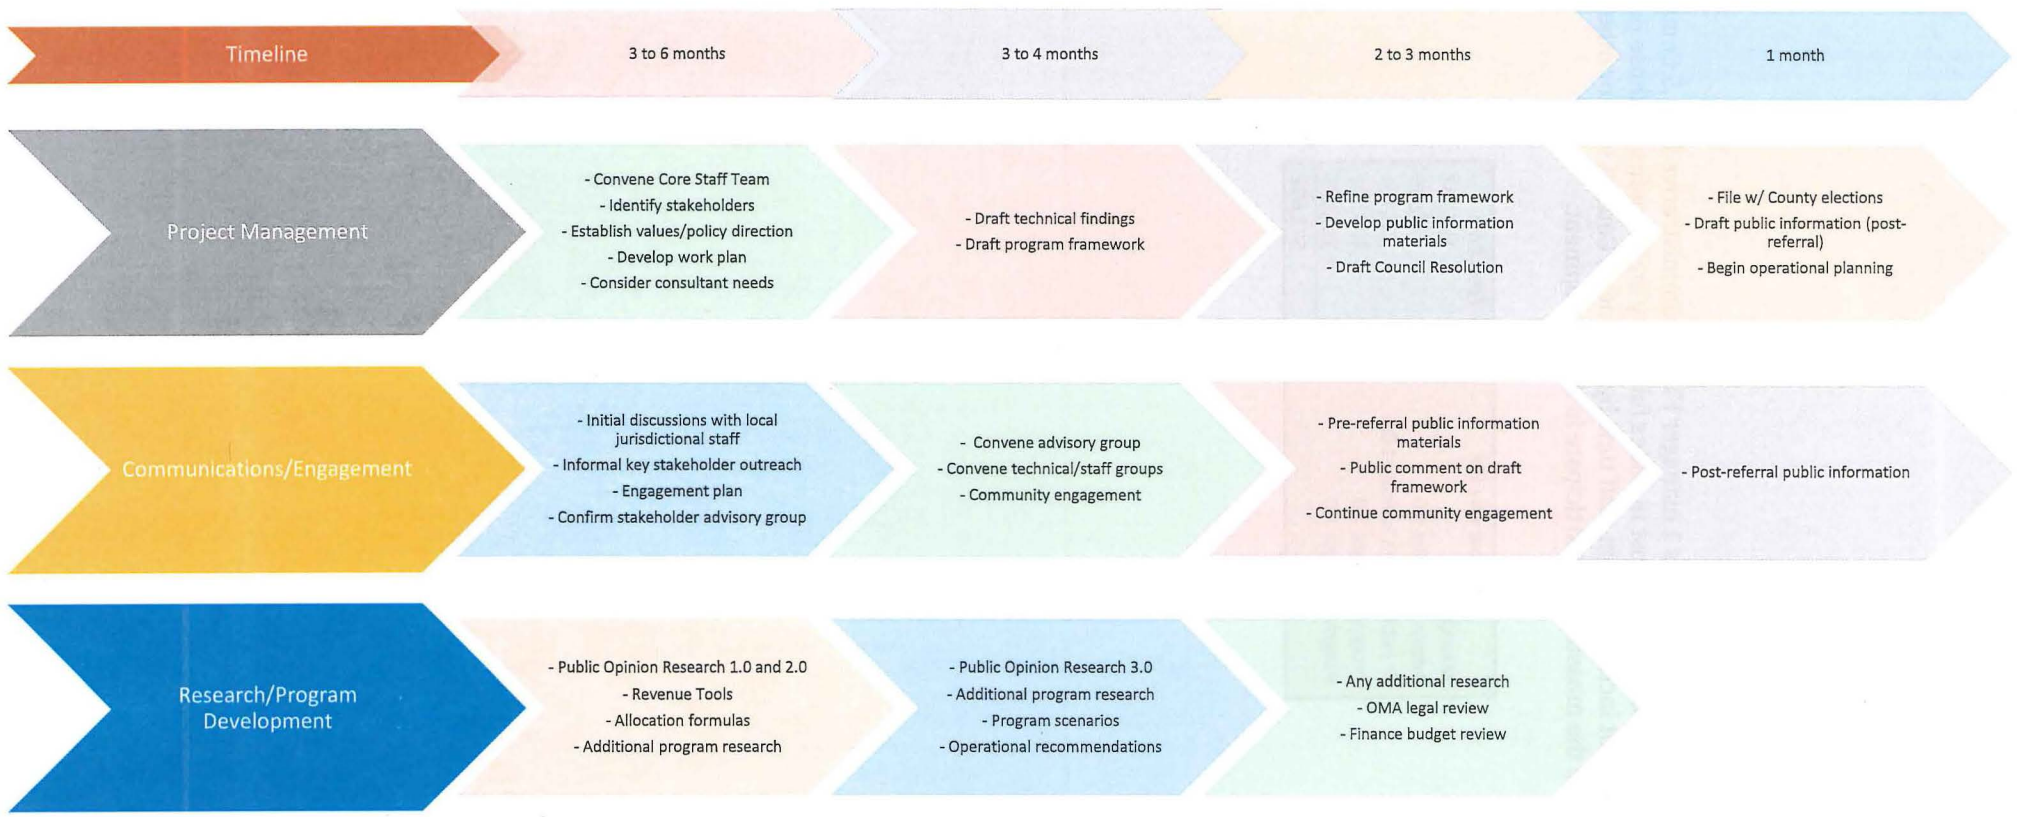 Timeline
3 to 6 months
3 to 4 months
2 to 3 months
1 month
Project Management
- Convene Core Staff Team
- Identify stakeholders
- Establish values/policy direction
- Develop work plan
- Consider consultant needs
- Draft technical findings
- Draft program framework
- Refine program framework
- Develop public information
materials
- Draft Council Resolution
- File w/ County elections
- Draft public information (post-
referral)
- Begin operational planning
Communications/Engagement
- Initial discussions with local
jurisdictional staff
- Informal key stakeholder outreach
- Engagement plan
- Confirm stakeholder advisory group
- Convene advisory group
- Convene technical/staff groups
- Community engagement
- Pre-referral public information
materials
- Public comment on draft
framework
- Continue community engagement
- Post-referral public information
Research/Program
Development
- Public Opinion Research 1.0 and 2.0
- Revenue Tools
- Allocation formulas
- Additional program research
- Public Opinion Research 3.0
- Additional program research
- Program scenarios
- Operational recommendations
- Any additional research
- OMA legal review
- Finance budget review